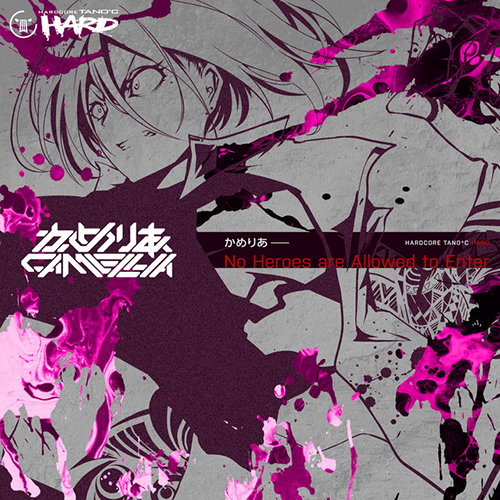 HARDCORE TANO*C
HARD
かめりあ
CAMELLIA
かめりあ ——
HARDCORE TANO*C HARD
No Heroes are Allowed to Enter